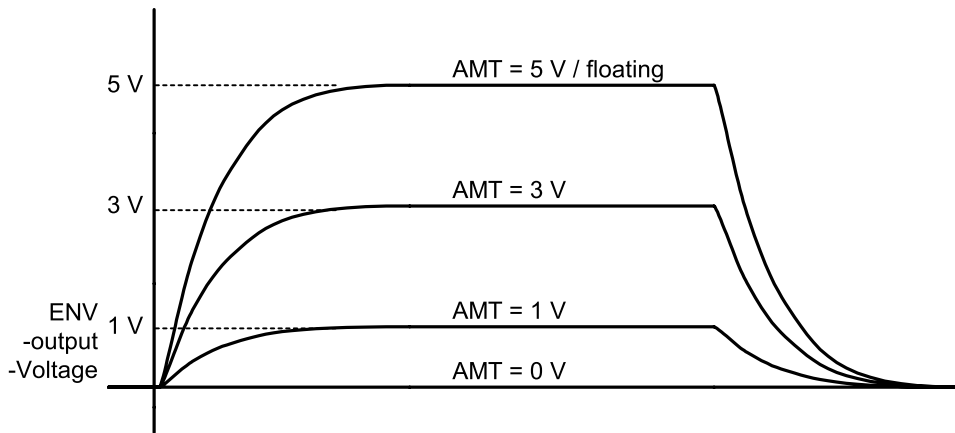 AMT = 5 V / floating
5 V
AMT = 3 V
3 V
AMT = 1 V
1 V
ENV
-output
-Voltage
AMT = 0 V